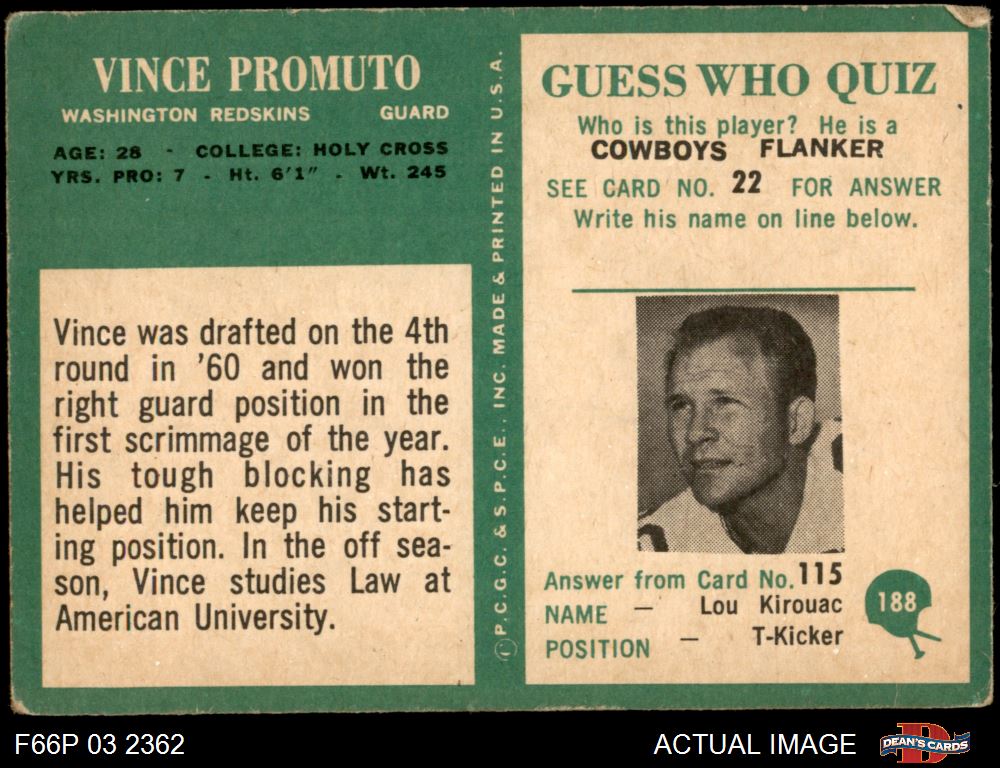 VINCE PROMUTO
WASHINGTON REDSKINS GUARD
AGE: 28 - COLLEGE: HOLY CROSS
YRS. PRO: 7 - Ht. 6'1" - Wt. 245
Vince was drafted on the 4th
round in '60 and won the
right guard position in the
first scrimmage of the year.
His tough blocking has
helped him keep his start-
ing position. In the off sea-
son, Vince studies Law at
American University.
©P.C.G.C. & S.P.C.E., INC. MADE & PRINTED IN U.S.A.
GUESS WHO QUIZ
Who is this player? He is a
COWBOYS FLANKER
SEE CARD NO. 22 FOR ANSWER
Write his name on line below.
Answer from Card No. 115
NAME — Lou Kirouac
POSITION — T-Kicker
188
F66P 03 2362
ACTUAL IMAGE
DEAN'S CARDS